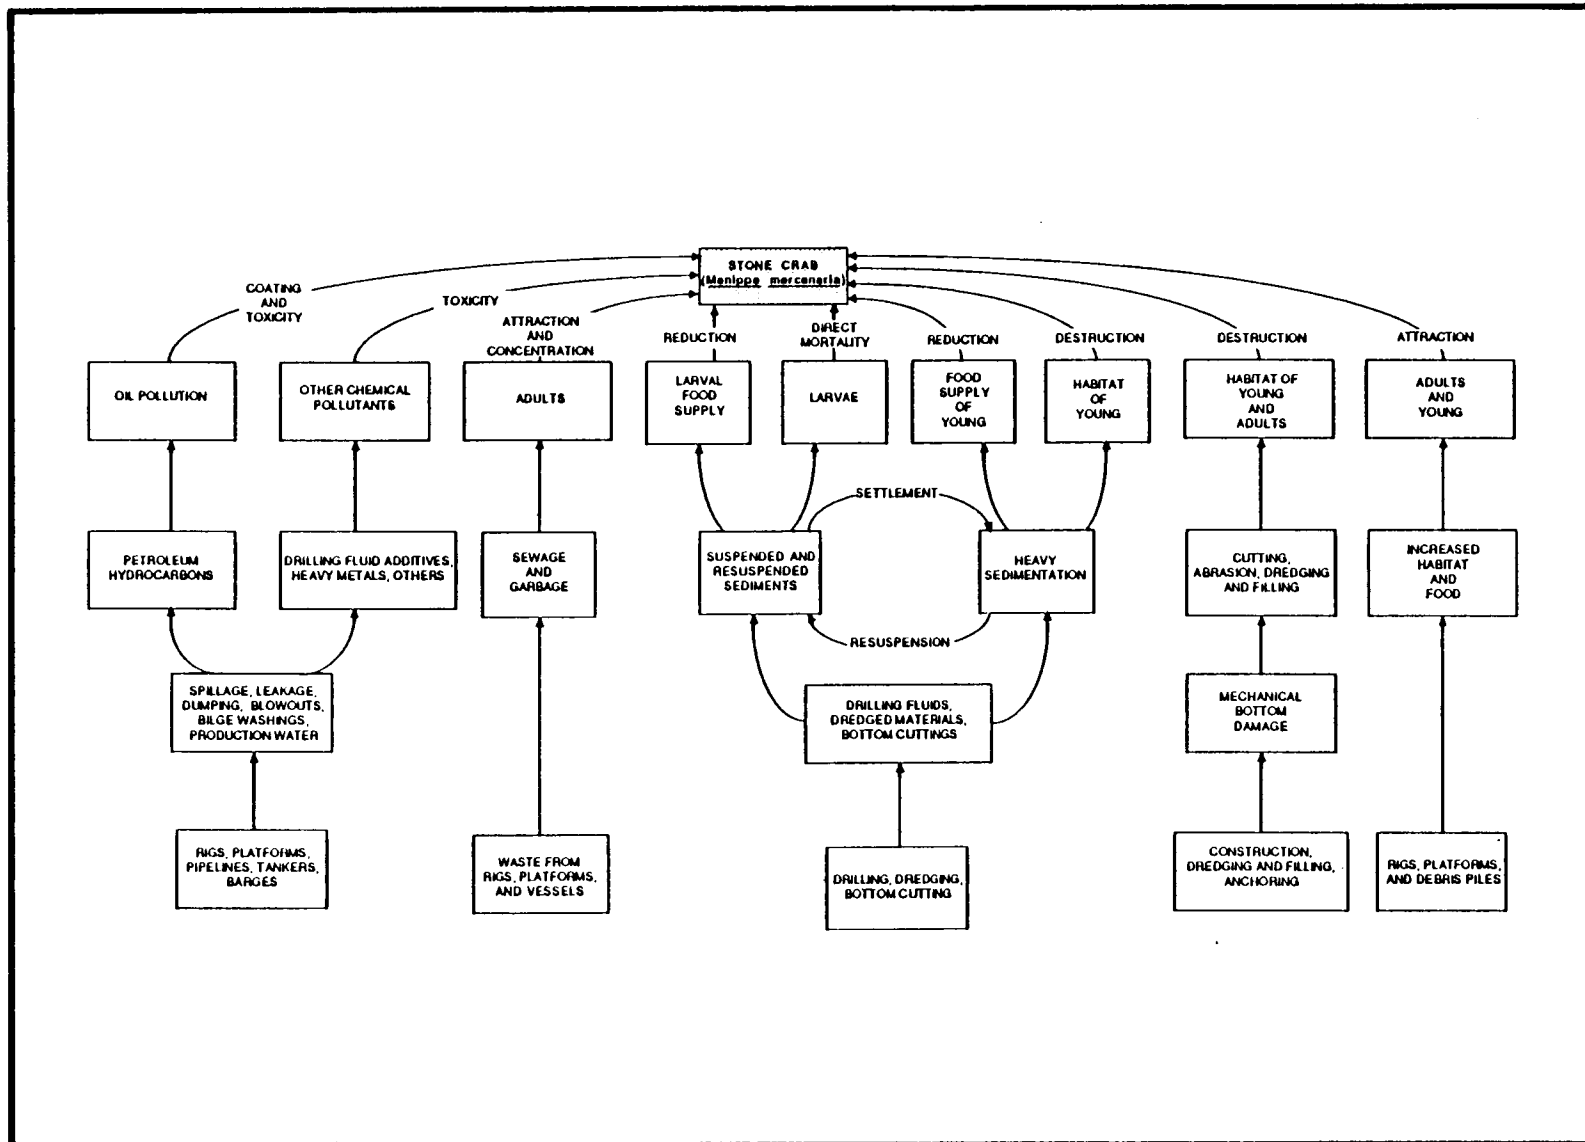 STONE CRAB
(Menippe mercenaria)
COATING
AND
TOXICITY
TOXICITY
ATTRACTION
AND
CONCENTRATION
REDUCTION
DIRECT
MORTALITY
REDUCTION
DESTRUCTION
DESTRUCTION
ATTRACTION
OIL POLLUTION
OTHER CHEMICAL
POLLUTANTS
ADULTS
LARVAL
FOOD
SUPPLY
LARVAE
FOOD
SUPPLY
OF
YOUNG
HABITAT
OF
YOUNG
HABITAT OF
YOUNG
AND
ADULTS
ADULTS
AND
YOUNG
SETTLEMENT
PETROLEUM
HYDROCARBONS
DRILLING FLUID ADDITIVES,
HEAVY METALS, OTHERS
SEWAGE
AND
GARBAGE
SUSPENDED AND
RESUSPENDED
SEDIMENTS
HEAVY
SEDIMENTATION
CUTTING,
ABRASION, DREDGING
AND FILLING
INCREASED
HABITAT
AND
FOOD
RESUSPENSION
SPILLAGE, LEAKAGE,
DUMPING, BLOWOUTS,
BILGE WASHINGS,
PRODUCTION WATER
DRILLING FLUIDS,
DREDGED MATERIALS,
BOTTOM CUTTINGS
MECHANICAL
BOTTOM
DAMAGE
RIGS, PLATFORMS,
PIPELINES, TANKERS,
BARGES
WASTE FROM
RIGS, PLATFORMS,
AND VESSELS
DRILLING, DREDGING,
BOTTOM CUTTING
CONSTRUCTION,
DREDGING AND FILLING,
ANCHORING
RIGS, PLATFORMS,
AND DEBRIS PILES